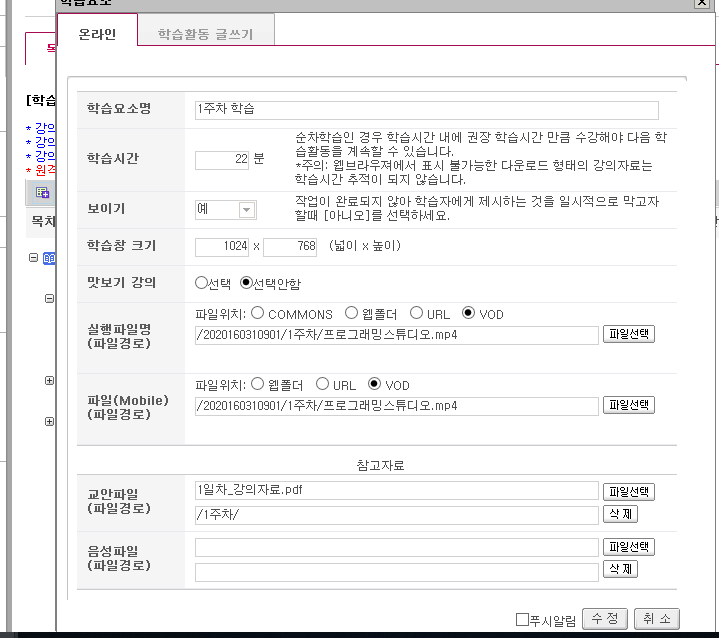 학습요소
온라인
학습활동 글쓰기
[학습
* 강의
* 강의
* 강의
* 원격
목차
학습요소명
1주차 학습
학습시간
22 분
순차학습인 경우 학습시간 내에 권장 학습시간 만큼 수강해야 다음 학
습활동을 계속할 수 있습니다.
*주의: 웹브라우져에서 표시 불가능한 다운로드 형태의 강의자료는
학습시간 추적이 되지 않습니다.
보이기
예
작업이 완료되지 않아 학습자에게 제시하는 것을 일시적으로 막고자
할때 [아니오]를 선택하세요.
학습창 크기
1024 x 768 (넓이 x 높이)
맛보기 강의
선택 선택안함
실행파일명
(파일경로)
파일위치: COMMONS 웹폴더 URL VOD
/2020160310901/1주차/프로그래밍스튜디오.mp4
파일선택
파일(Mobile)
(파일경로)
파일위치: 웹폴더 URL VOD
/2020160310901/1주차/프로그래밍스튜디오.mp4
파일선택
참고자료
교안파일
(파일경로)
1일차_강의자료.pdf
파일선택
/1주차/
삭 제
음성파일
(파일경로)
파일선택
삭 제
푸시알림 수 정 취 소